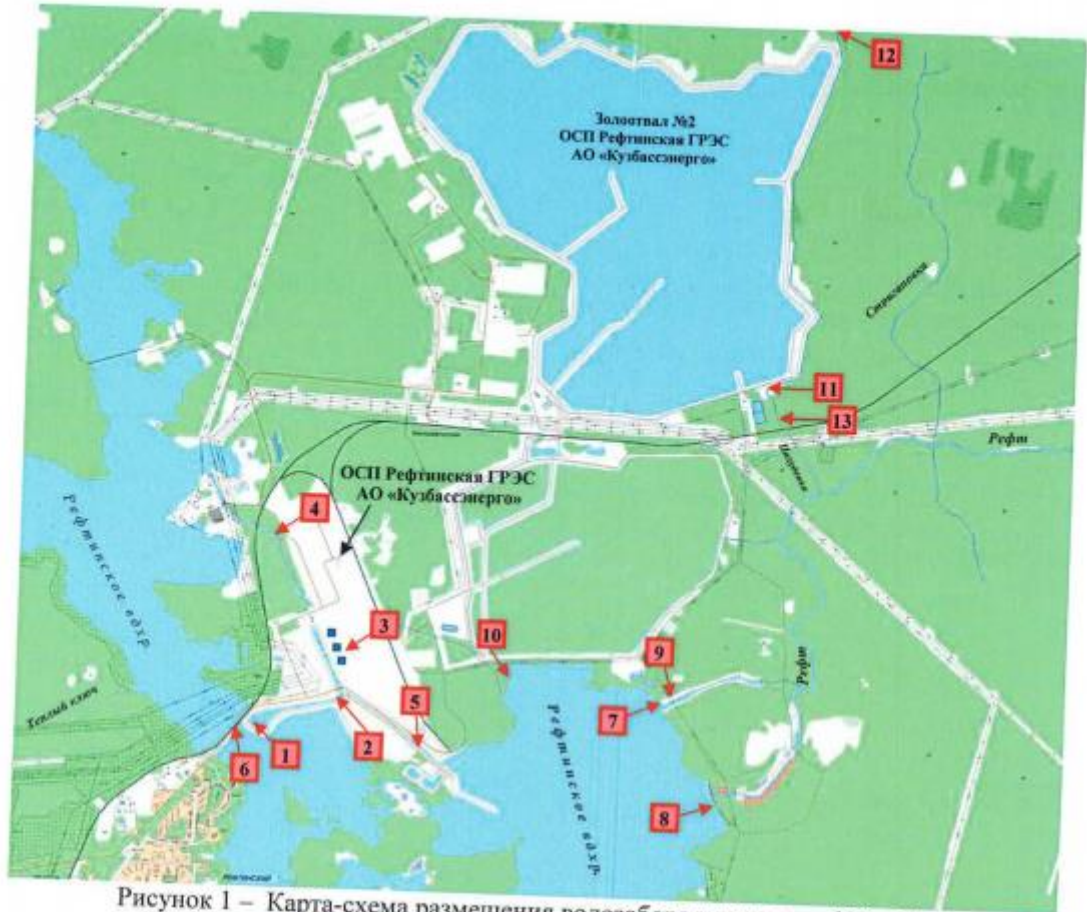 12
Золоотвал №2
ОСП Рефтинская ГРЭС
АО «Кузбассэнерго»
11
13
Рефт
ОСП Рефтинская ГРЭС
АО «Кузбассэнерго»
4
Рефтинское вдхр.
3
10
9
Рефт
Теплый ключ
5
7
1
2
6
Рефтинское вдхр.
8
Рисунок 1 – Карта-схема размещения